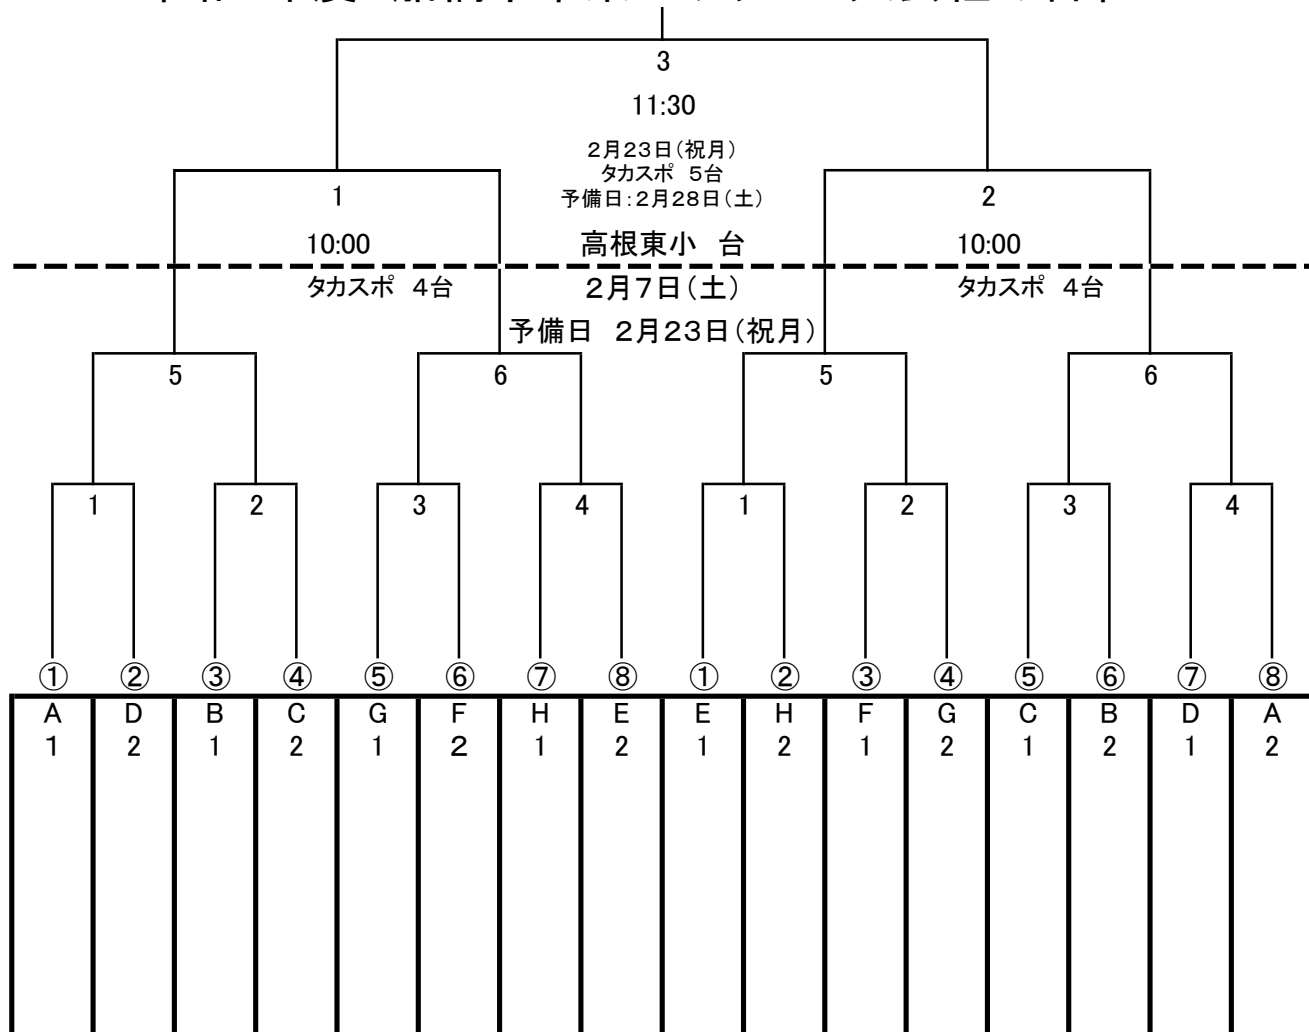 3
11:30
2月23日(祝月)
タカスポ 5台
予備日:2月28日(土)
1 2
10:00 高根東小 台 10:00
タカスポ 4台 2月7日(土) タカスポ 4台
予備日 2月23日(祝月)
5 6 5 6
1 2 3 4 1 2 3 4
① ② ③ ④ ⑤ ⑥ ⑦ ⑧ ① ② ③ ④ ⑤ ⑥ ⑦ ⑧
A D B C G F H E E H F G C B D A
1 2 1 2 1 2 1 2 1 2 1 2 1 2 1 2